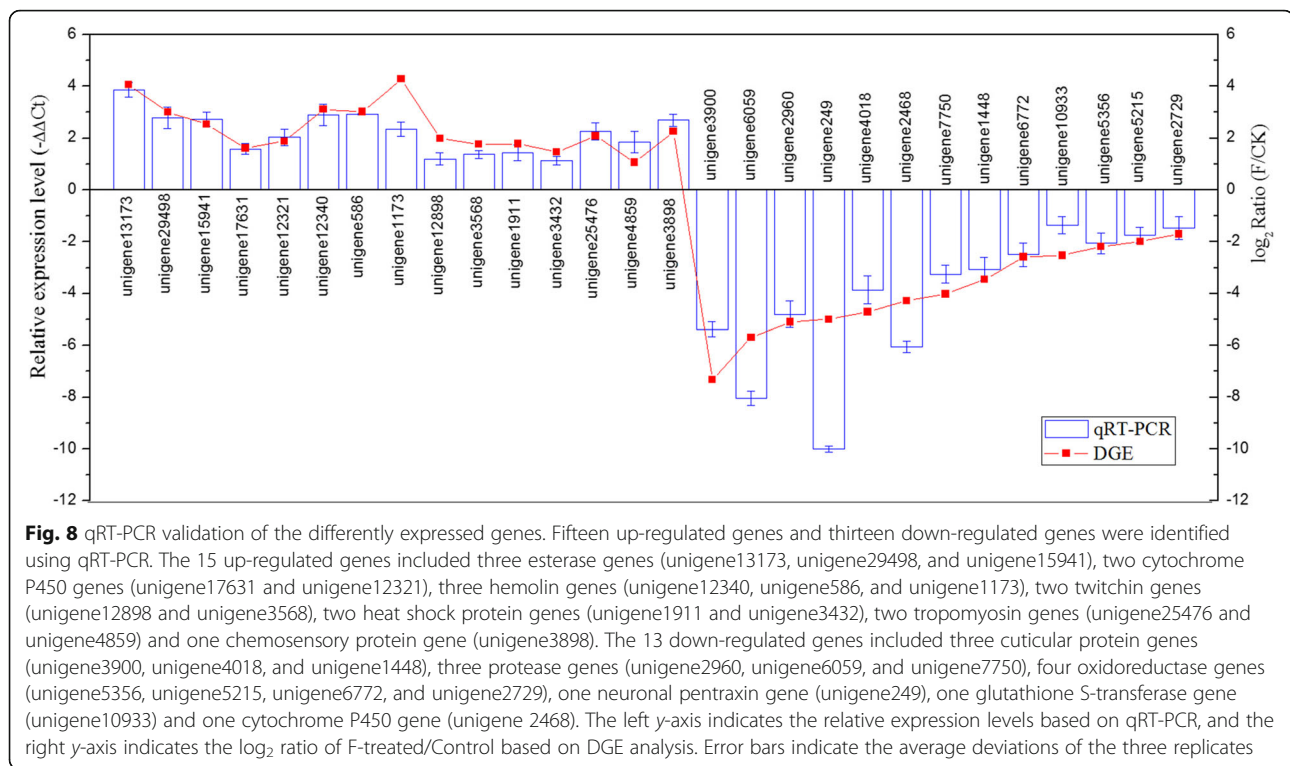 6
4
2
0
-2
-4
-6
-8
-10
-12
Relative expression level (-ΔΔCt)
unigene13173
unigene29498
unigene15941
unigene17631
unigene12321
unigene12340
unigene586
unigene1173
unigene12898
unigene3568
unigene1911
unigene3432
unigene25476
unigene4859
unigene3898
unigene3900
unigene6059
unigene2960
unigene249
unigene4018
unigene2468
unigene7750
unigene1448
unigene6772
unigene10933
unigene5356
unigene5215
unigene2729
6
4
2
0
-2
-4
-6
-8
-10
-12
log₂ Ratio (F/CK)
qRT-PCR
DGE
Fig. 8 qRT-PCR validation of the differently expressed genes. Fifteen up-regulated genes and thirteen down-regulated genes were identified
using qRT-PCR. The 15 up-regulated genes included three esterase genes (unigene13173, unigene29498, and unigene15941), two cytochrome
P450 genes (unigene17631 and unigene12321), three hemolin genes (unigene12340, unigene586, and unigene1173), two twitchin genes
(unigene12898 and unigene3568), two heat shock protein genes (unigene1911 and unigene3432), two tropomyosin genes (unigene25476 and
unigene4859) and one chemosensory protein gene (unigene3898). The 13 down-regulated genes included three cuticular protein genes
(unigene3900, unigene4018, and unigene1448), three protease genes (unigene2960, unigene6059, and unigene7750), four oxidoreductase genes
(unigene5356, unigene5215, unigene6772, and unigene2729), one neuronal pentraxin gene (unigene249), one glutathione S-transferase gene
(unigene10933) and one cytochrome P450 gene (unigene 2468). The left y-axis indicates the relative expression levels based on qRT-PCR, and the
right y-axis indicates the log₂ ratio of F-treated/Control based on DGE analysis. Error bars indicate the average deviations of the three replicates